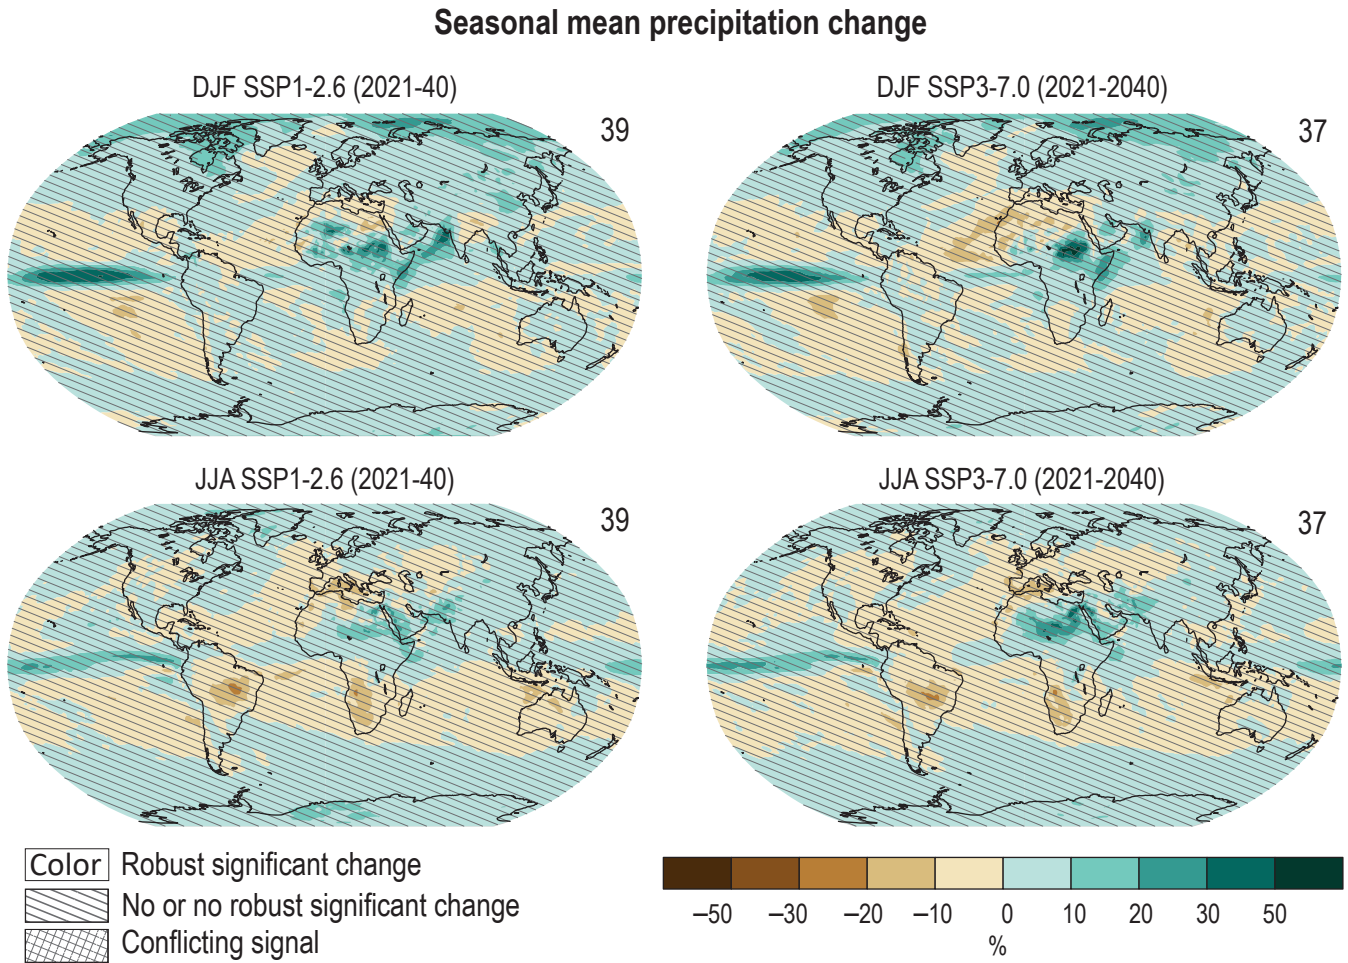 Seasonal mean precipitation change
DJF SSP1-2.6 (2021-40)
39
DJF SSP3-7.0 (2021-2040)
37
JJA SSP1-2.6 (2021-40)
39
JJA SSP3-7.0 (2021-2040)
37
Color Robust significant change
No or no robust significant change
Conflicting signal
–50 –30 –20 –10 0 10 20 30 50
%